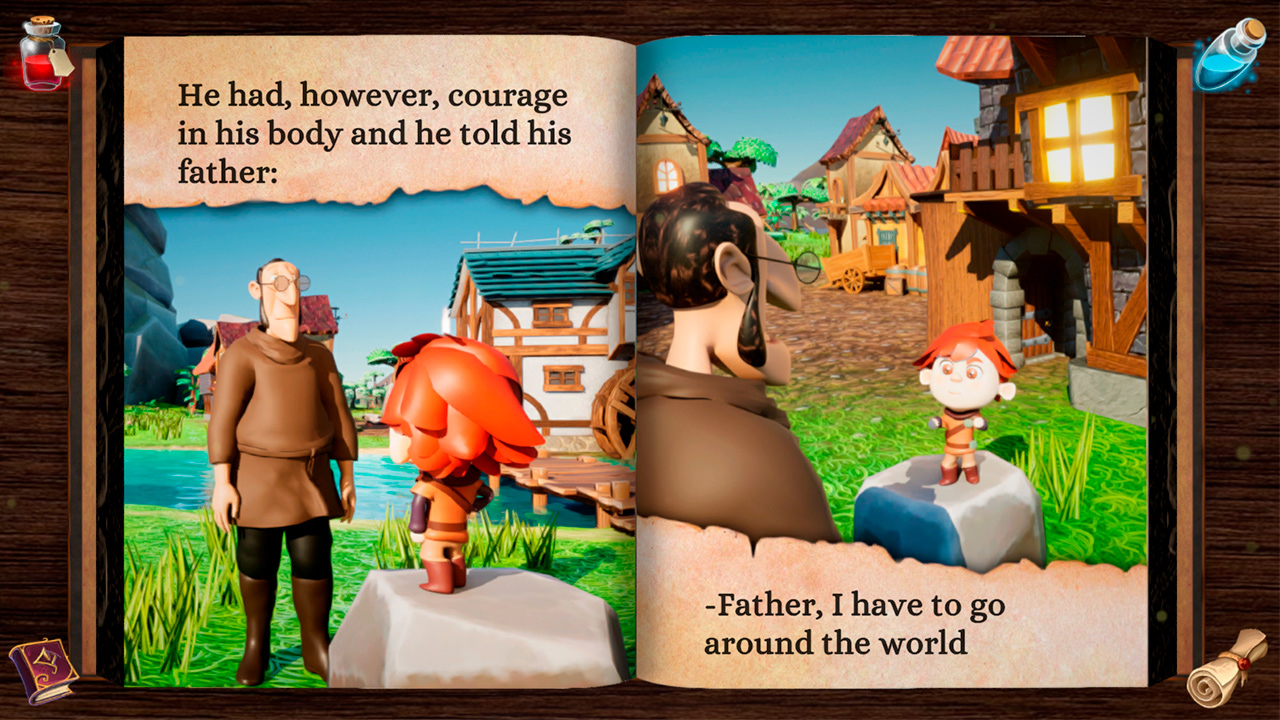 He had, however, courage
in his body and he told his
father:
-Father, I have to go
around the world